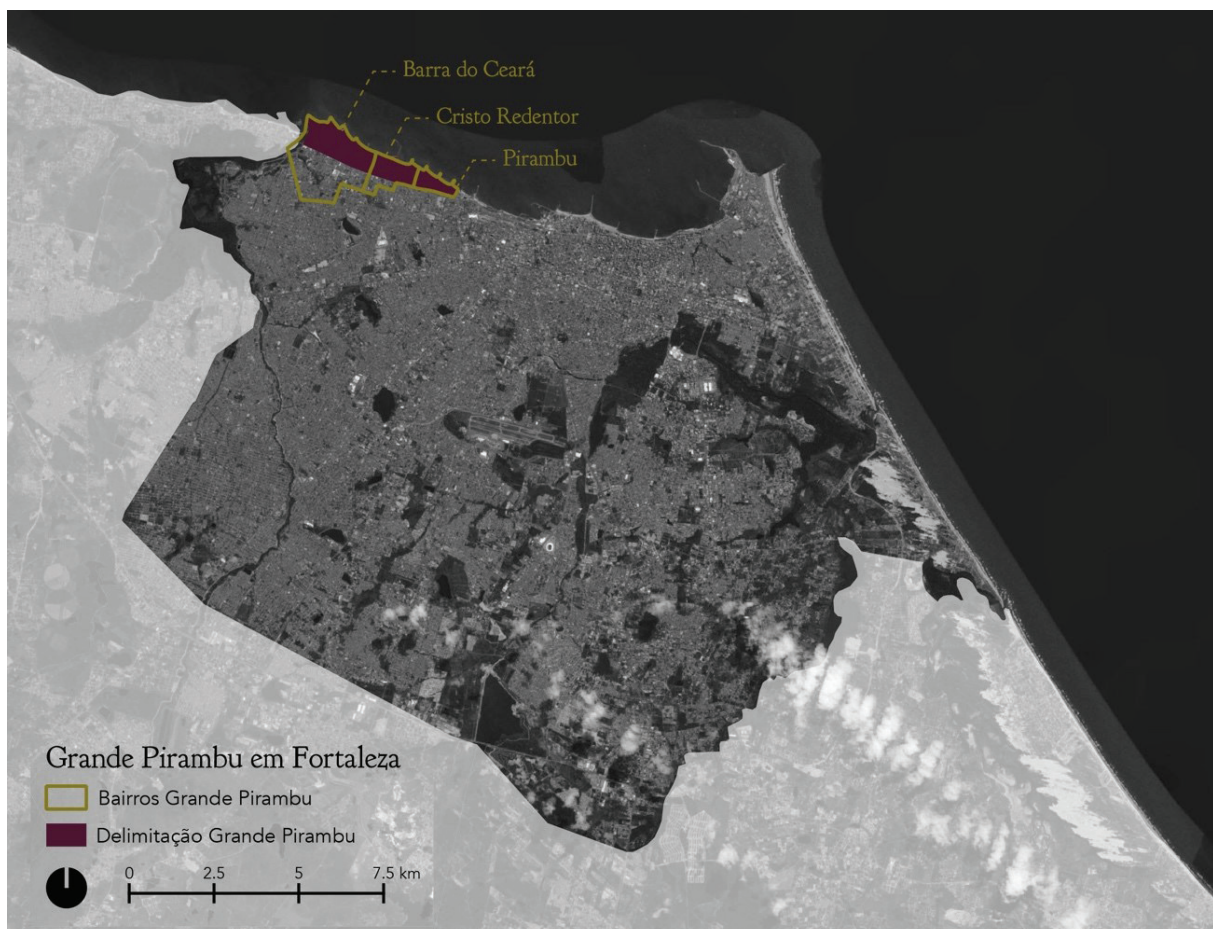 Barra do Ceará
Cristo Redentor
Pirambu
Grande Pirambu em Fortaleza
Bairros Grande Pirambu
Delimitação Grande Pirambu
0 2.5 5 7.5 km